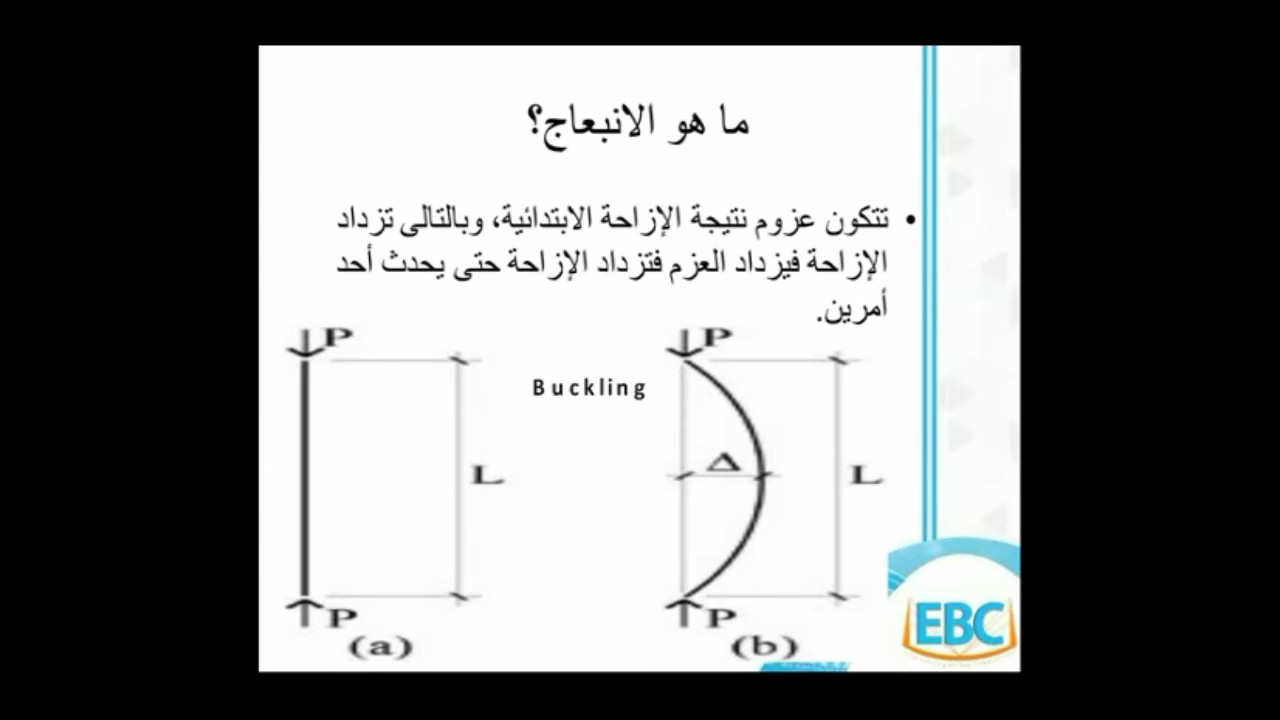 ما هو الانبعاج؟
• تتكون عزوم نتيجة الإزاحة الابتدائية، وبالتالى تزداد
الإزاحة فيزداد العزم فتزداد الإزاحة حتى يحدث أحد
أمرين.
P
P
Buckling
Δ
L
L
P
P
(a)
(b)
EBC